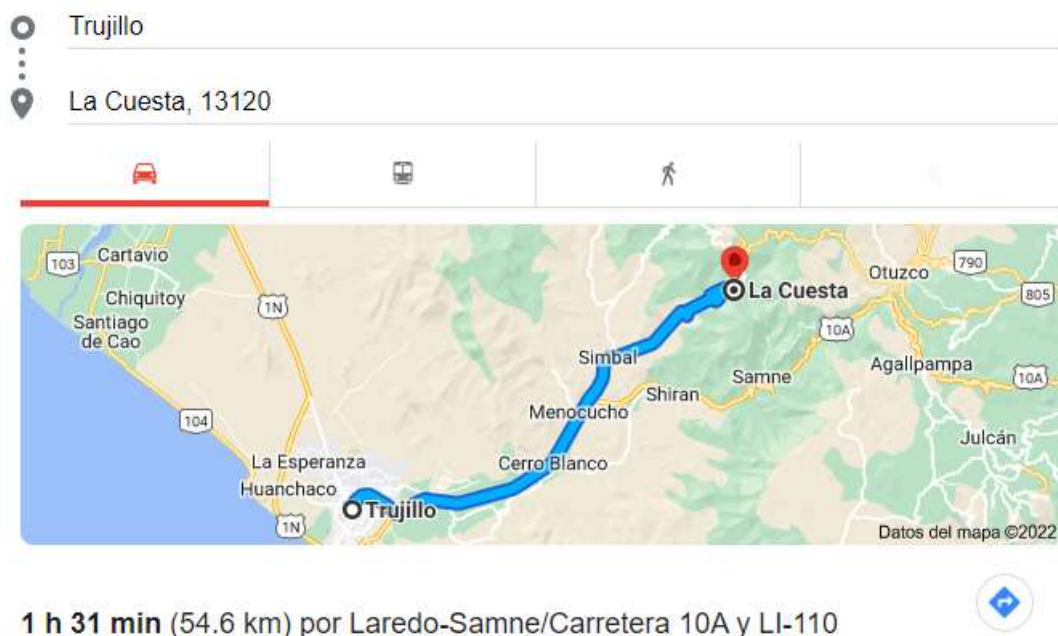 Trujillo
La Cuesta, 13120
103
Cartavio
Chiquitoy
Santiago
de Cao
1N
104
La Esperanza
Huanchaco
Trujillo
1N
Simbal
Menocucho
Cerro Blanco
Shiran
Samne
La Cuesta
Otuzco
790
805
10A
Agallpampa
10A
Julcán
Datos del mapa ©2022
1 h 31 min (54.6 km) por Laredo-Samne/Carretera 10A y LI-110